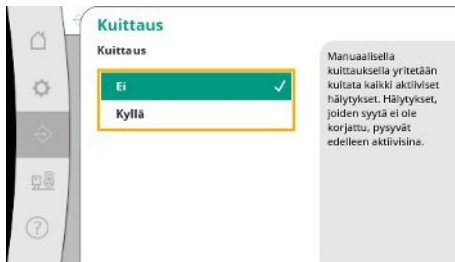 Kuittaus
Kuittaus
Ei
Kyllä
Manuaalisella
kuittauksella yritetään
kuitata kaikki aktiiviset
hälytykset. Hälytykset,
joiden syytä ei ole
korjattu, pysyvät
edelleen aktiivisina.